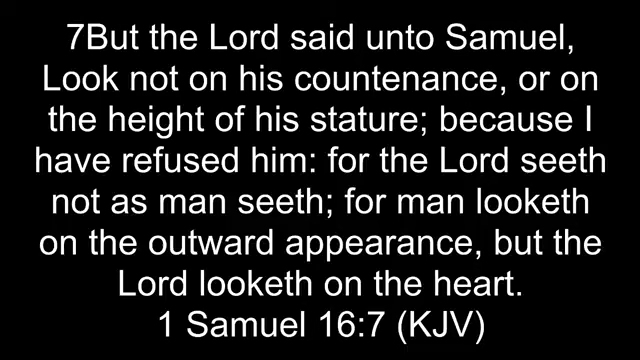 7But the Lord said unto Samuel,
Look not on his countenance, or on
the height of his stature; because I
have refused him: for the Lord seeth
not as man seeth; for man looketh
on the outward appearance, but the
Lord looketh on the heart.
1 Samuel 16:7 (KJV)